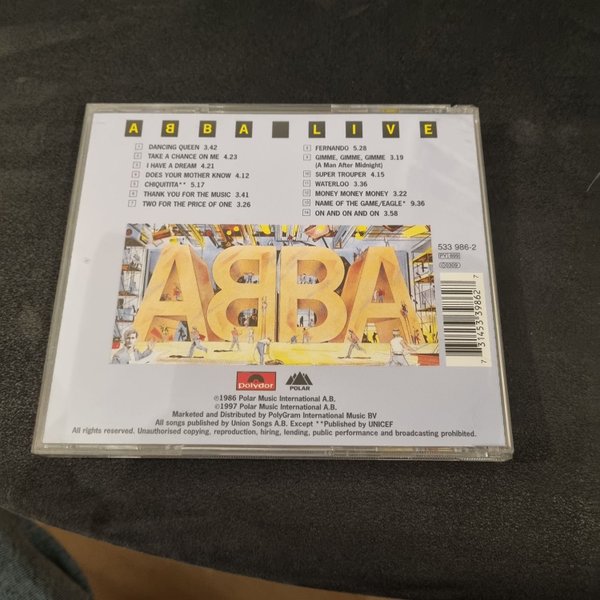 ABBA LIVE
1 DANCING QUEEN 3.42
2 TAKE A CHANCE ON ME 4.23
3 I HAVE A DREAM 4.21
4 DOES YOUR MOTHER KNOW 4.12
5 CHIQUITITA** 5.17
6 THANK YOU FOR THE MUSIC 3.41
7 TWO FOR THE PRICE OF ONE 3.26
8 FERNANDO 5.28
9 GIMME, GIMME, GIMME 3.19
(A Man After Midnight)
10 SUPER TROUPER 4.15
11 WATERLOO 3.36
12 MONEY MONEY MONEY 3.22
13 NAME OF THE GAME/EAGLE* 9.36
14 ON AND ON AND ON 3.58
ABBA
533 986-2
PY 899
0309
7 31453 39862 7
polydor
POLAR
℗1986 Polar Music International A.B.
©1997 Polar Music International A.B.
Marketed and Distributed by PolyGram International Music BV
All songs published by Union Songs A.B. Except **Published by UNICEF
All rights reserved. Unauthorised copying, reproduction, hiring, lending, public performance and broadcasting prohibited.